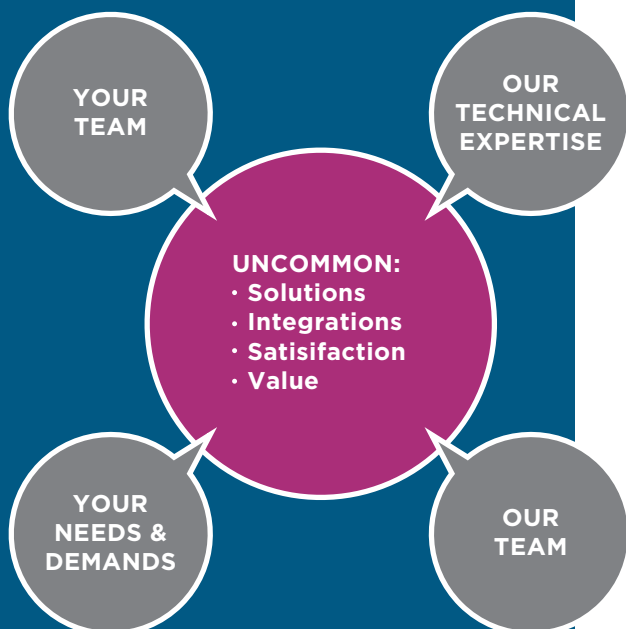 YOUR
TEAM
OUR
TECHNICAL
EXPERTISE
UNCOMMON:
· Solutions
· Integrations
· Satisifaction
· Value
YOUR
NEEDS &
DEMANDS
OUR
TEAM